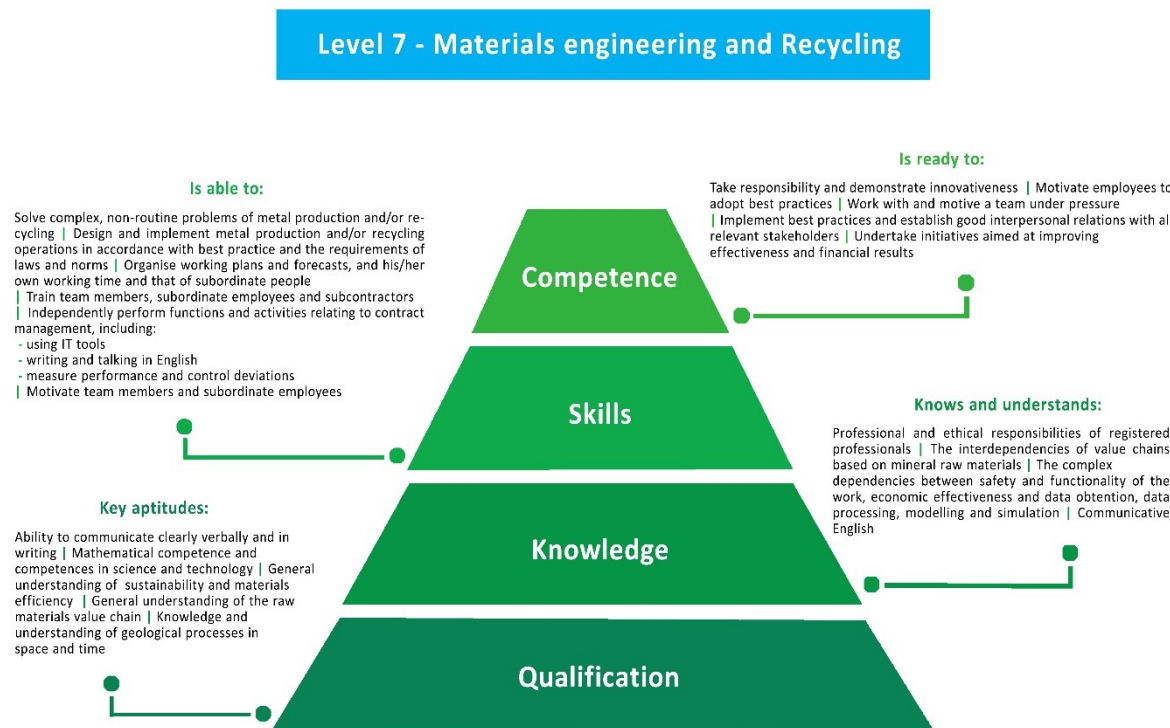 Level 7 - Materials engineering and Recycling
Is able to:
Solve complex, non-routine problems of metal production and/or re-
cycling | Design and implement metal production and/or recycling
operations in accordance with best practice and the requirements of
laws and norms | Organise working plans and forecasts, and his/her
own working time and that of subordinate people
| Train team members, subordinate employees and subcontractors
| Independently perform functions and activities relating to contract
management, including:
- using IT tools
- writing and talking in English
- measure performance and control deviations
| Motivate team members and subordinate employees
Is ready to:
Take responsibility and demonstrate innovativeness | Motivate employees to
adopt best practices | Work with and motive a team under pressure
| Implement best practices and establish good interpersonal relations with al
relevant stakeholders | Undertake initiatives aimed at improving
effectiveness and financial results
Competence
Skills
Knows and understands:
Professional and ethical responsibilities of registered
professionals | The interdependencies of value chains
based on mineral raw materials | The complex
dependencies between safety and functionality of the
work, economic effectiveness and data obtention, data
processing, modelling and simulation | Communicative
English
Key aptitudes:
Ability to communicate clearly verbally and in
writing | Mathematical competence and
competences in science and technology | General
understanding of sustainability and materials
efficiency | General understanding of the raw
materials value chain | Knowledge and
understanding of geological processes in
space and time
Knowledge
Qualification